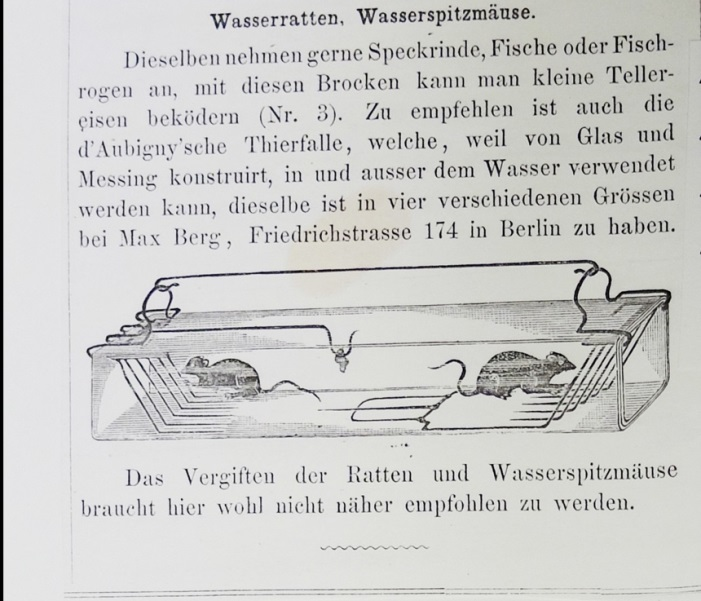 Wasserratten, Wasserspitzmäuse.
Dieselben nehmen gerne Speckrinde, Fische oder Fisch-
rogen an, mit diesen Brocken kann man kleine Teller-
eisen beködern (Nr. 3). Zu empfehlen ist auch die
d'Aubigny'sche Thierfalle, welche, weil von Glas und
Messing konstruirt, in und ausser dem Wasser verwendet
werden kann, dieselbe ist in vier verschiedenen Grössen
bei Max Berg, Friedrichstrasse 174 in Berlin zu haben.
Das Vergiften der Ratten und Wasserspitzmäuse
braucht hier wohl nicht näher empfohlen zu werden.